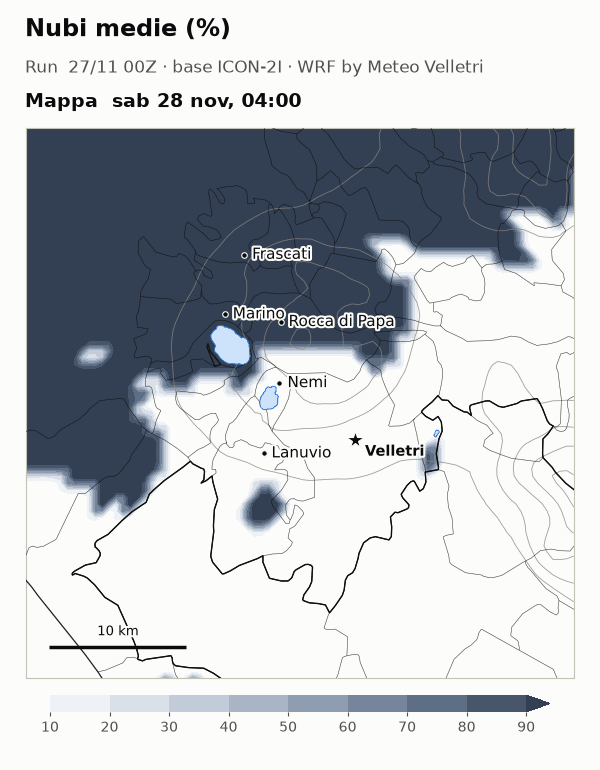 Nubi medie (%)
Run  27/11 00Z · base ICON-2I · WRF by Meteo Velletri
Mappa  sab 28 nov, 04:00
Frascati
Marino
Rocca di Papa
Nemi
Velletri
Lanuvio
10 km
10 20 30 40 50 60 70 80 90